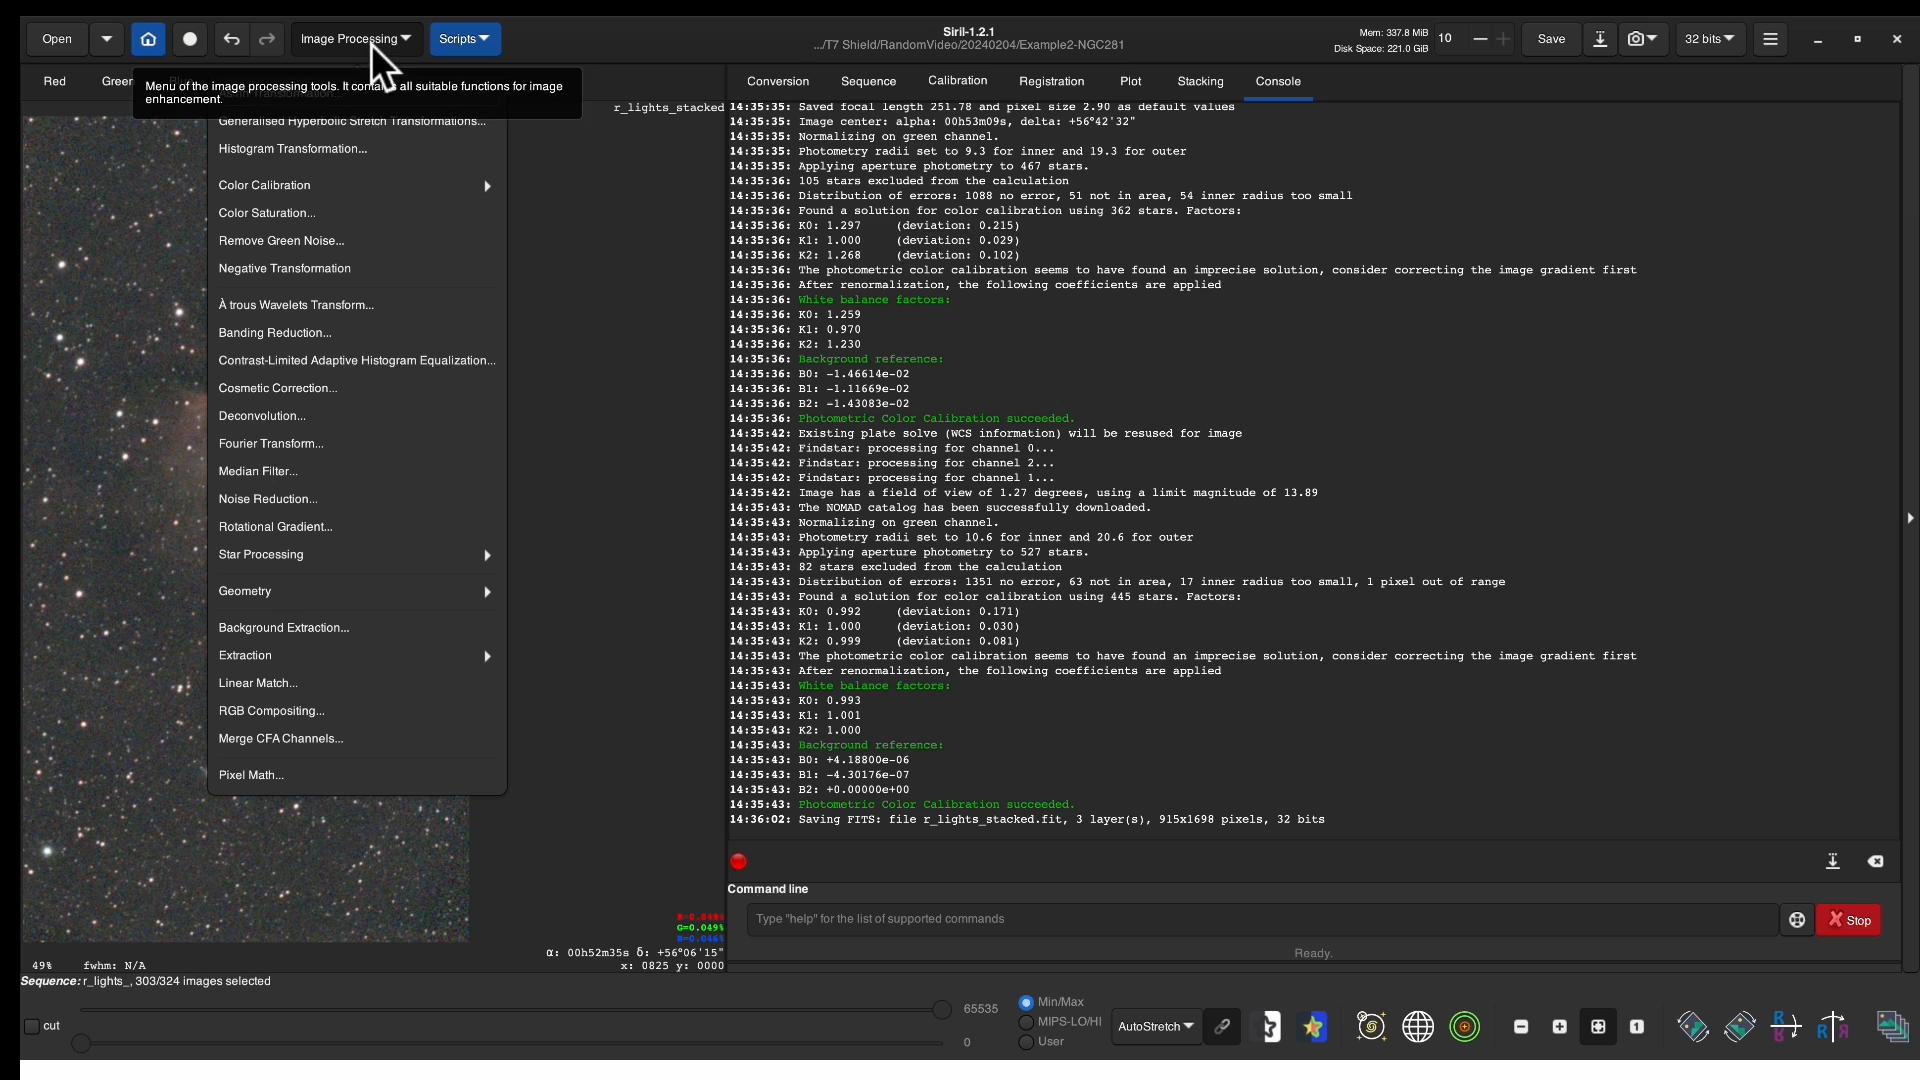 Open
Image Processing
Scripts
Siril-1.2.1
.../T7 Shield/RandomVideo/20240204/Example2-NGC281
Mem: 337.8 MiB
Disk Space: 221.0 GiB
10
Save
32 bits
Red
Green
Menu of the image processing tools. It contains all suitable functions for image
enhancement.
Conversion
Sequence
Calibration
Registration
Plot
Stacking
Console
r_lights_stacked
Generalised Hyperbolic Stretch Transformations...
Histogram Transformation...
Color Calibration
Color Saturation...
Remove Green Noise...
Negative Transformation
À trous Wavelets Transform...
Banding Reduction...
Contrast-Limited Adaptive Histogram Equalization...
Cosmetic Correction...
Deconvolution...
Fourier Transform...
Median Filter...
Noise Reduction...
Rotational Gradient...
Star Processing
Geometry
Background Extraction...
Extraction
Linear Match...
RGB Compositing...
Merge CFA Channels...
Pixel Math...
14:35:35: Saved focal length 251.78 and pixel size 2.90 as default values
14:35:35: Image center: alpha: 00h53m09s, delta: +56°42'32"
14:35:35: Normalizing on green channel.
14:35:35: Photometry radii set to 9.3 for inner and 19.3 for outer
14:35:35: Applying aperture photometry to 467 stars.
14:35:36: 105 stars excluded from the calculation
14:35:36: Distribution of errors: 1088 no error, 51 not in area, 54 inner radius too small
14:35:36: Found a solution for color calibration using 362 stars. Factors:
14:35:36: K0: 1.297 (deviation: 0.215)
14:35:36: K1: 1.000 (deviation: 0.029)
14:35:36: K2: 1.268 (deviation: 0.102)
14:35:36: The photometric color calibration seems to have found an imprecise solution, consider correcting the image gradient first
14:35:36: After renormalization, the following coefficients are applied
14:35:36: White balance factors:
14:35:36: K0: 1.259
14:35:36: K1: 0.970
14:35:36: K2: 1.230
14:35:36: Background reference:
14:35:36: B0: -1.46614e-02
14:35:36: B1: -1.11669e-02
14:35:36: B2: -1.43083e-02
14:35:36: Photometric Color Calibration succeeded.
14:35:42: Existing plate solve (WCS information) will be resused for image
14:35:42: Findstar: processing for channel 0...
14:35:42: Findstar: processing for channel 2...
14:35:42: Findstar: processing for channel 1...
14:35:42: Image has a field of view of 1.27 degrees, using a limit magnitude of 13.89
14:35:43: The NOMAD catalog has been successfully downloaded.
14:35:43: Normalizing on green channel.
14:35:43: Photometry radii set to 10.6 for inner and 20.6 for outer
14:35:43: Applying aperture photometry to 527 stars.
14:35:43: 82 stars excluded from the calculation
14:35:43: Distribution of errors: 1351 no error, 63 not in area, 17 inner radius too small, 1 pixel out of range
14:35:43: Found a solution for color calibration using 445 stars. Factors:
14:35:43: K0: 0.992 (deviation: 0.171)
14:35:43: K1: 1.000 (deviation: 0.030)
14:35:43: K2: 0.999 (deviation: 0.081)
14:35:43: The photometric color calibration seems to have found an imprecise solution, consider correcting the image gradient first
14:35:43: After renormalization, the following coefficients are applied
14:35:43: White balance factors:
14:35:43: K0: 0.993
14:35:43: K1: 1.001
14:35:43: K2: 1.000
14:35:43: Background reference:
14:35:43: B0: +4.18800e-06
14:35:43: B1: -4.30176e-07
14:35:43: B2: +0.00000e+00
14:35:43: Photometric Color Calibration succeeded.
14:36:02: Saving FITS: file r_lights_stacked.fit, 3 layer(s), 915x1698 pixels, 32 bits
Command line
Type "help" for the list of supported commands
Stop
Ready.
G=0.049%
α: 00h52m35s δ: +56°06'15"
x: 0825 y: 0000
49%
fwhm: N/A
Sequence: r_lights_, 303/324 images selected
cut
65535
0
Min/Max
MIPS-LO/HI
User
AutoStretch
1